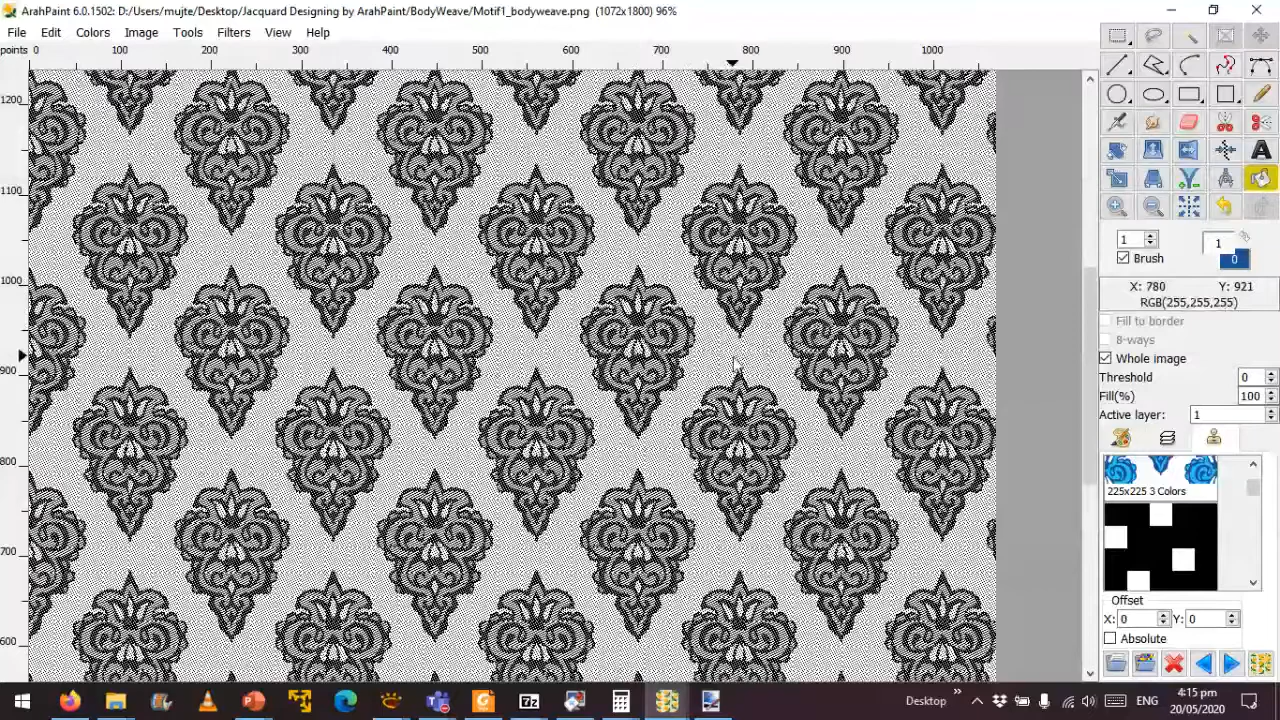 ArahPaint 6.0.1502: D:/Users/mujte/Desktop/Jacquard Designing by ArahPaint/BodyWeave/Motif1_bodyweave.png (1072x1800) 96%
File Edit Colors Image Tools Filters View Help
points 0 100 200 300 400 500 600 700 800 900 1000
1200
1100
1000
900
800
700
600
A
1
1
Brush
0
X: 780 Y: 921
RGB(255,255,255)
Fill to border
8-ways
Whole image
Threshold 0
Fill(%) 100
Active layer: 1
225x225 3 Colors
Offset
X: 0 Y: 0
Absolute
Desktop
ENG
4:15 pm
20/05/2020